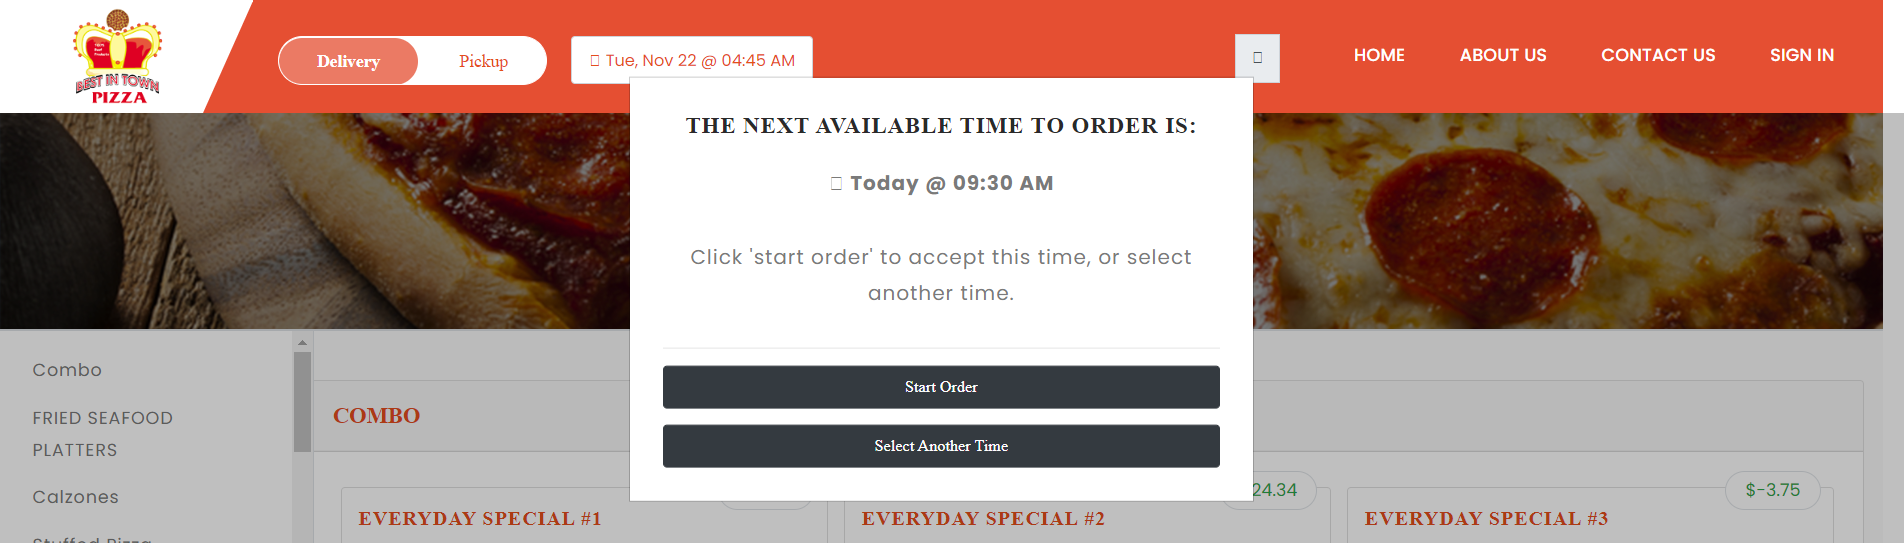 BEST IN TOWN
PIZZA
Delivery
Pickup
Tue, Nov 22 @ 04:45 AM
HOME
ABOUT US
CONTACT US
SIGN IN
THE NEXT AVAILABLE TIME TO ORDER IS:
Today @ 09:30 AM
Click 'start order' to accept this time, or select
another time.
Start Order
Select Another Time
Combo
FRIED SEAFOOD
PLATTERS
Calzones
Stuffed Pizza
COMBO
EVERYDAY SPECIAL #1
24.34
EVERYDAY SPECIAL #2
$-3.75
EVERYDAY SPECIAL #3